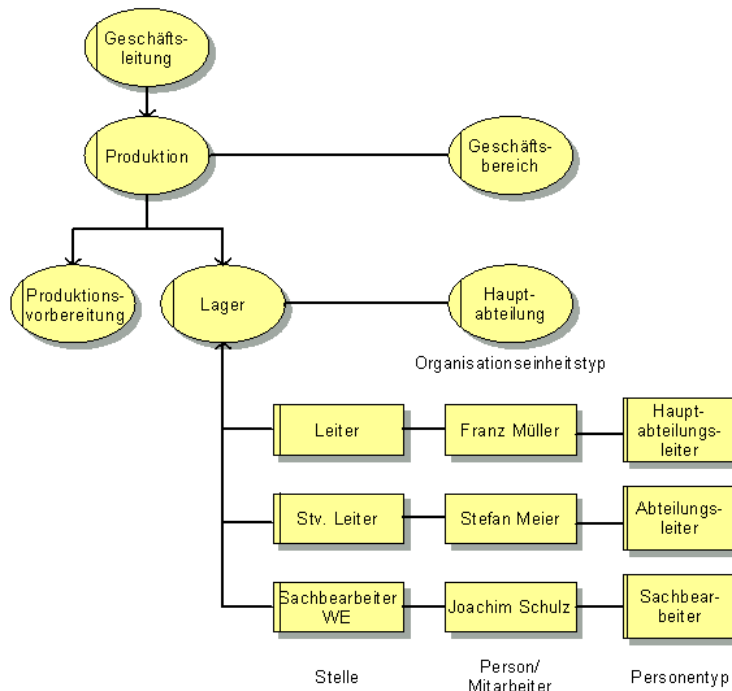 Geschäfts-
leitung
Produktion
Geschäfts-
bereich
Produktions-
vorbereitung
Lager
Haupt-
abteilung
Organisationseinheitstyp
Leiter
Franz Müller
Haupt-
abteilungs-
leiter
Stv. Leiter
Stefan Meier
Abteilungs-
leiter
Sachbearbeiter
WE
Joachim Schulz
Sachbear-
beiter
Stelle
Person/
Mitarbeiter
Personentyp